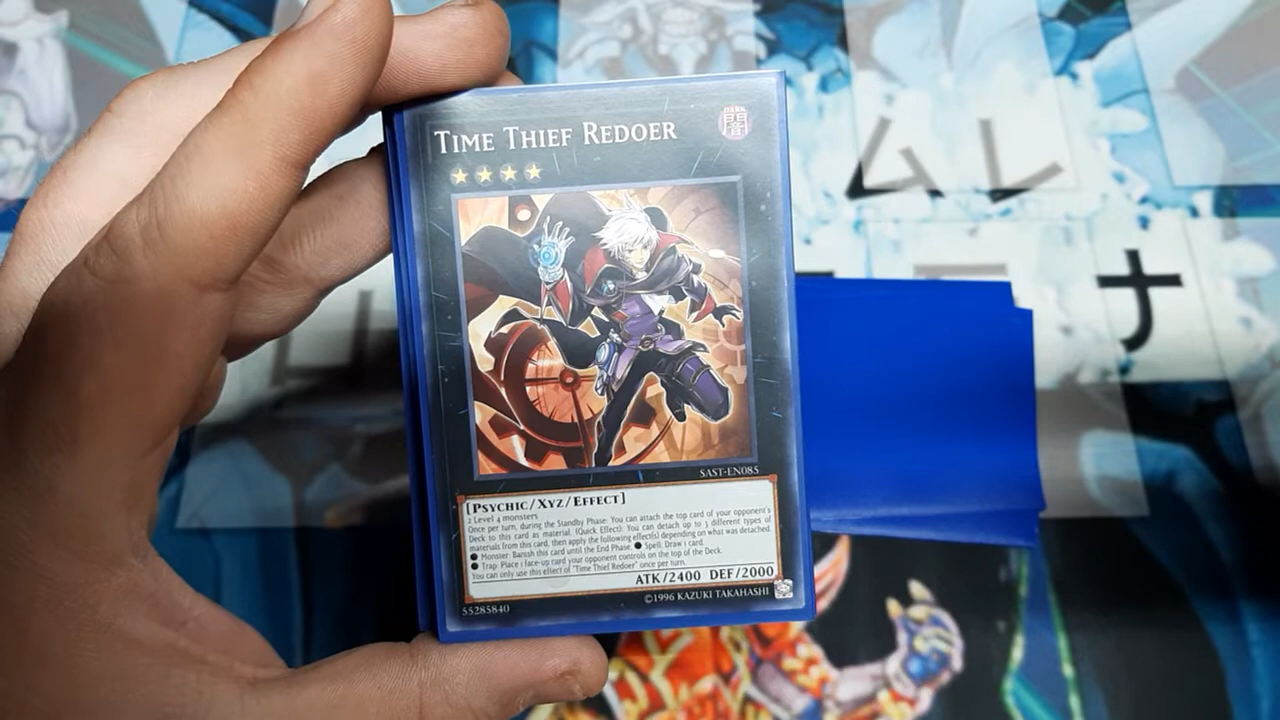 TIME THIEF REDOER
DARK
闇
SAST-EN085
[PSYCHIC/XYZ/EFFECT]
2 Level 4 monsters
Once per turn, during the Standby Phase: You can attach the top card of your opponent's
Deck to this card as material. (Quick Effect): You can detach up to 3 different types of
materials from this card, then apply the following effect(s) depending on what was detached.
● Monster: Banish this card until the End Phase. ● Spell: Draw 1 card.
● Trap: Place 1 face-up card your opponent controls on the top of the Deck.
You can only use this effect of "Time Thief Redoer" once per turn.
ATK/2400 DEF/2000
55285840
©1996 KAZUKI TAKAHASHI
ム レ
ナ